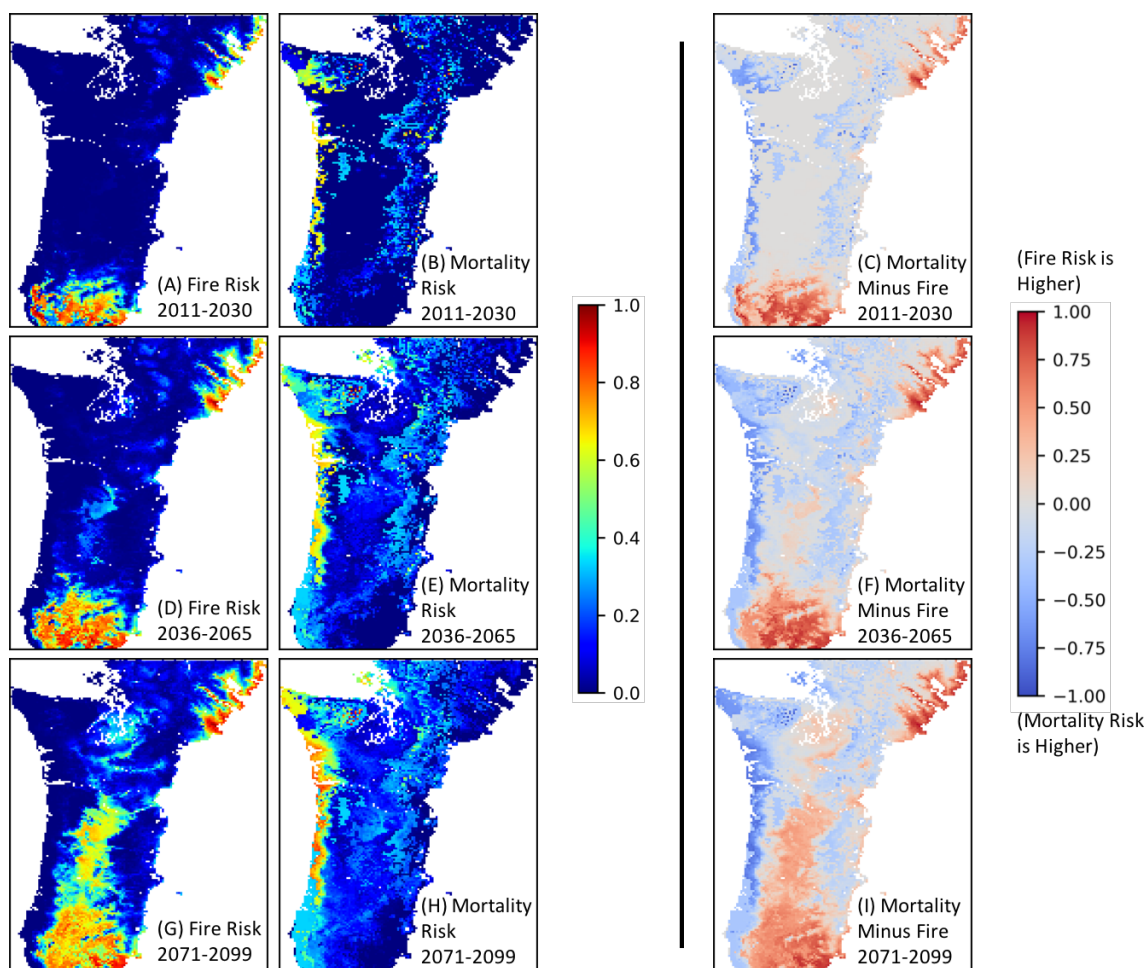 (A) Fire Risk
2011-2030
(B) Mortality
Risk
2011-2030
(C) Mortality
Minus Fire
2011-2030
(D) Fire Risk
2036-2065
(E) Mortality
Risk
2036-2065
(F) Mortality
Minus Fire
2036-2065
(G) Fire Risk
2071-2099
(H) Mortality
Risk
2071-2099
(I) Mortality
Minus Fire
2071-2099
1.0
0.8
0.6
0.4
0.2
0.0
(Fire Risk is
Higher)
1.00
0.75
0.50
0.25
0.00
−0.25
−0.50
−0.75
−1.00
(Mortality Risk
is Higher)